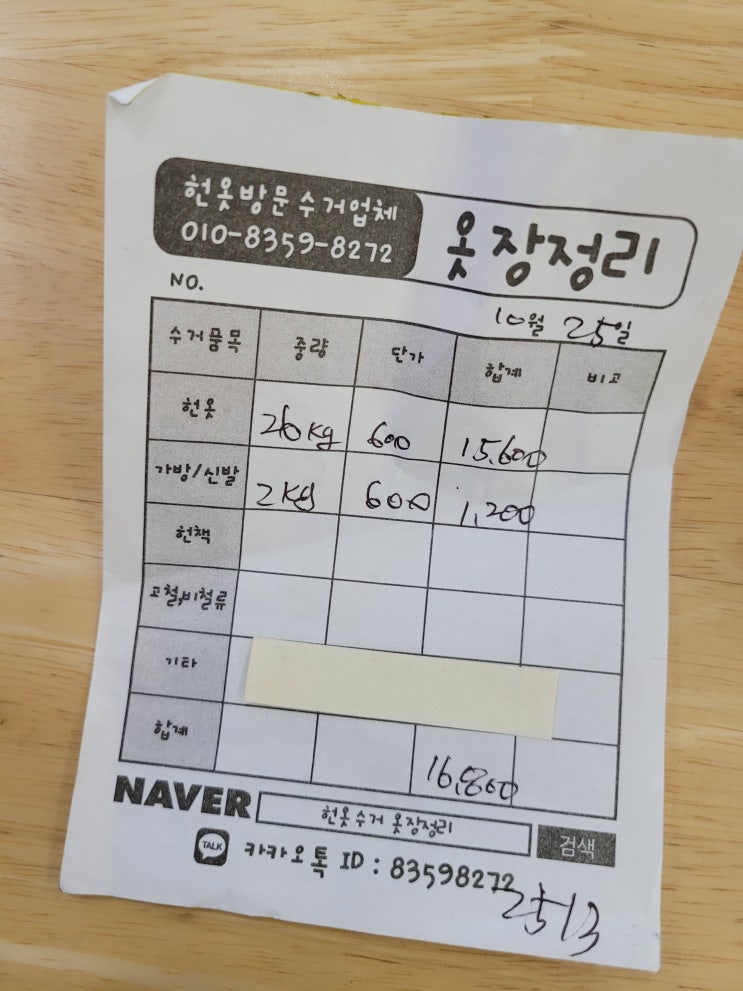 헌옷방문수거업체
010-8359-8272
옷장정리
NO.
10월 25일
수거품목 중량 단가 합계 비고
헌옷 26kg 600 15,600
가방/신발 2kg 600 1,200
헌책
고철,비철류
기타
합계 16,800
NAVER 헌옷수거 옷장정리 검색
TALK 카카오톡 ID : 83598272
2513